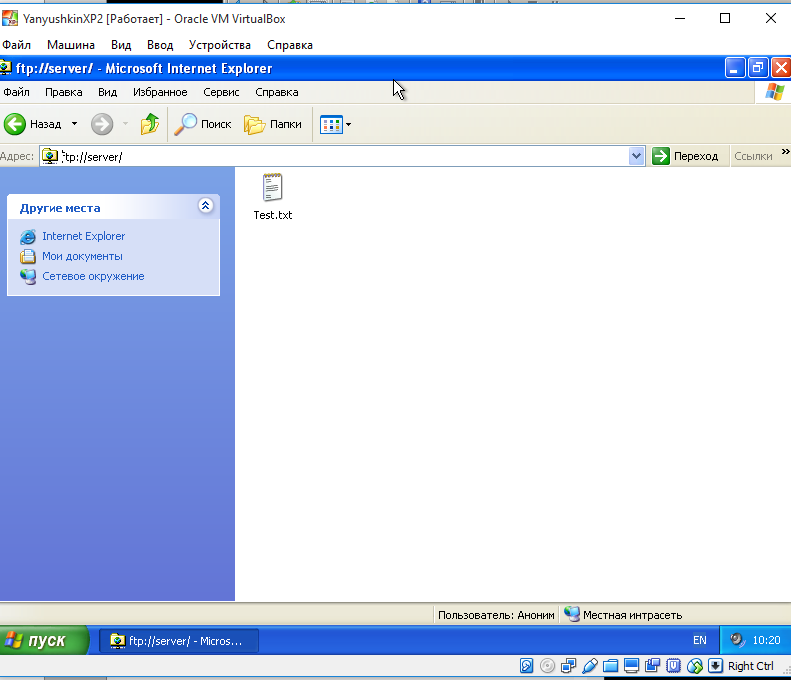 YanyushkinXP2 [Работает] - Oracle VM VirtualBox
Файл Машина Вид Ввод Устройства Справка
ftp://server/ - Microsoft Internet Explorer
Файл Правка Вид Избранное Сервис Справка
Назад Поиск Папки
Адрес: ftp://server/ Переход Ссылки »
Test.txt
Другие места
Internet Explorer
Мои документы
Сетевое окружение
Пользователь: Аноним Местная интрасеть
пуск ftp://server/ - Micros... EN 10:20
Right Ctrl